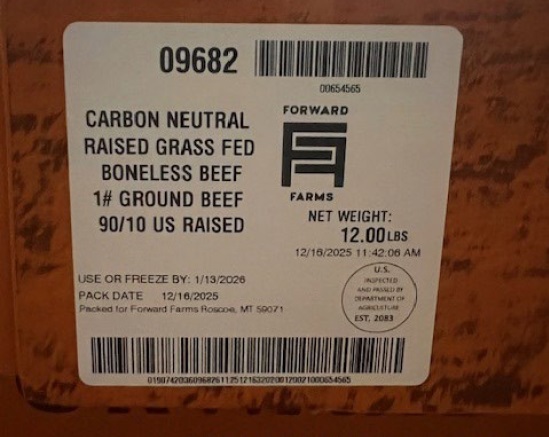 09682
00654565
CARBON NEUTRAL
RAISED GRASS FED
BONELESS BEEF
1# GROUND BEEF
90/10 US RAISED
FORWARD
FARMS
NET WEIGHT:
12.00 LBS
12/16/2025 11:42:06 AM
USE OR FREEZE BY: 1/13/2026
PACK DATE 12/16/2025
Packed for Forward Farms Roscoe, MT 59071
U.S.
INSPECTED
AND PASSED BY
DEPARTMENT OF
AGRICULTURE
EST. 2083